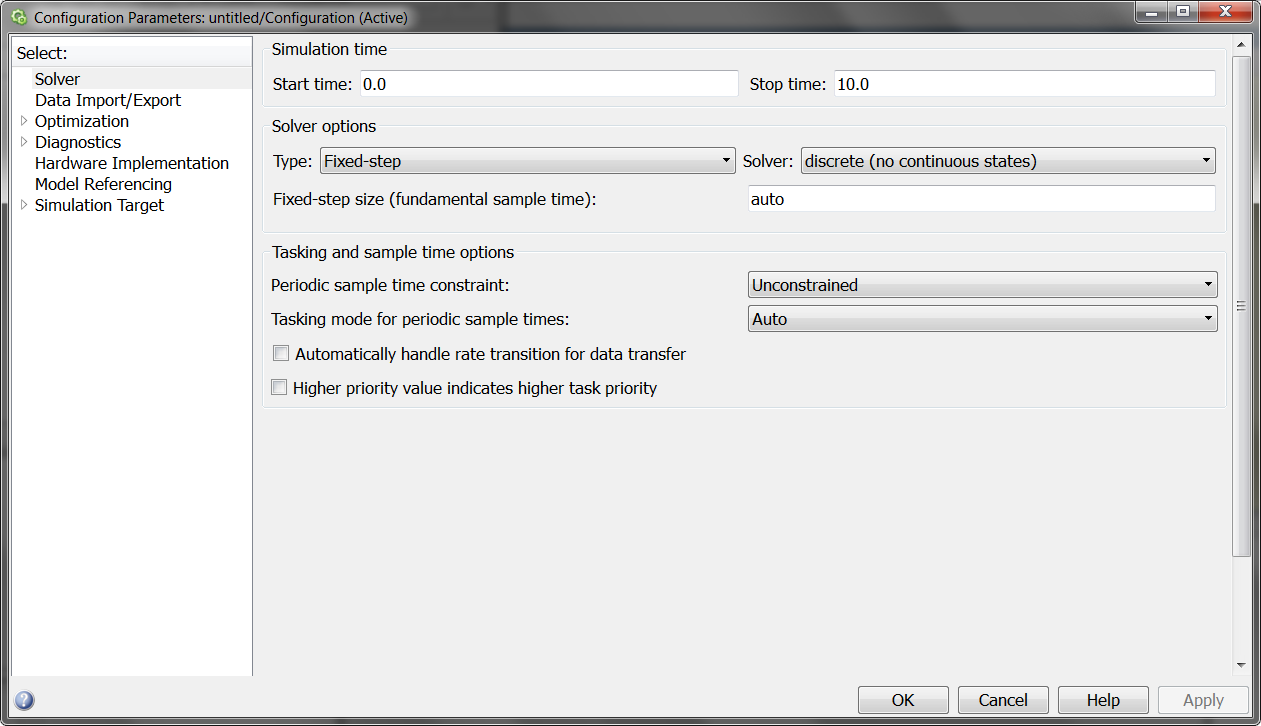 Configuration Parameters: untitled/Configuration (Active)
Select:
Solver
Data Import/Export
Optimization
Diagnostics
Hardware Implementation
Model Referencing
Simulation Target
Simulation time
Start time: 0.0 Stop time: 10.0
Solver options
Type: Fixed-step Solver: discrete (no continuous states)
Fixed-step size (fundamental sample time): auto
Tasking and sample time options
Periodic sample time constraint: Unconstrained
Tasking mode for periodic sample times: Auto
Automatically handle rate transition for data transfer
Higher priority value indicates higher task priority
? OK Cancel Help Apply